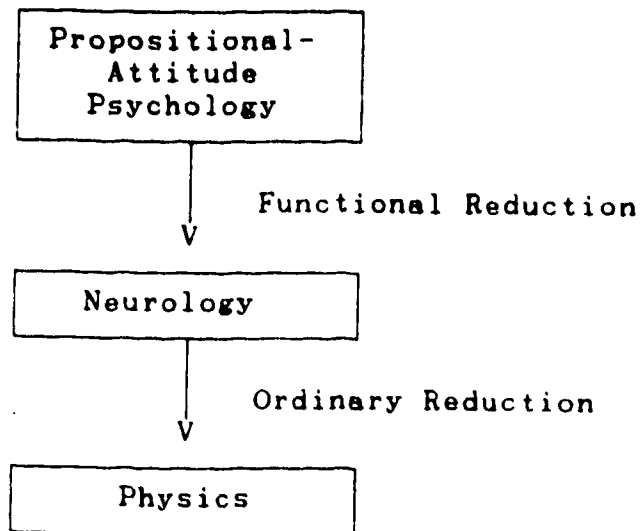 Propositional-
Attitude
Psychology
Functional Reduction
V
Neurology
Ordinary Reduction
V
Physics